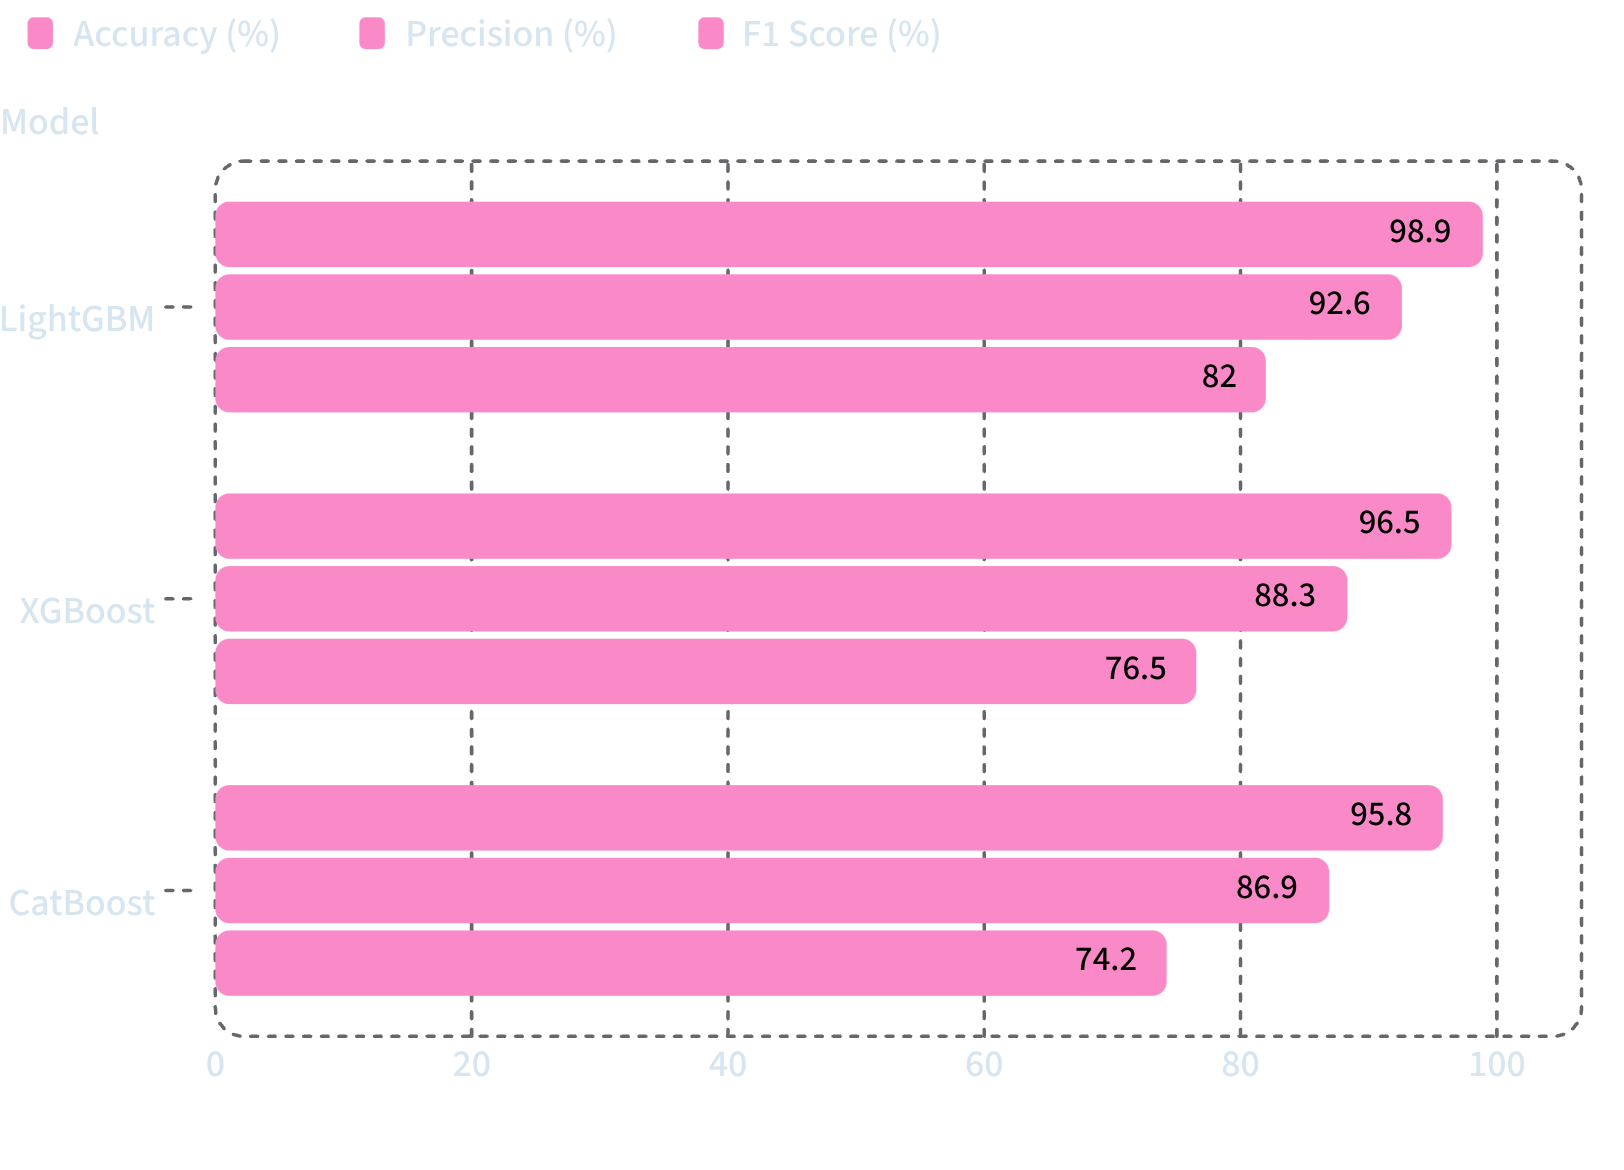 Accuracy (%) Precision (%) F1 Score (%)
Model
98.9
LightGBM 92.6
82
96.5
XGBoost 88.3
76.5
95.8
CatBoost 86.9
74.2
0 20 40 60 80 100